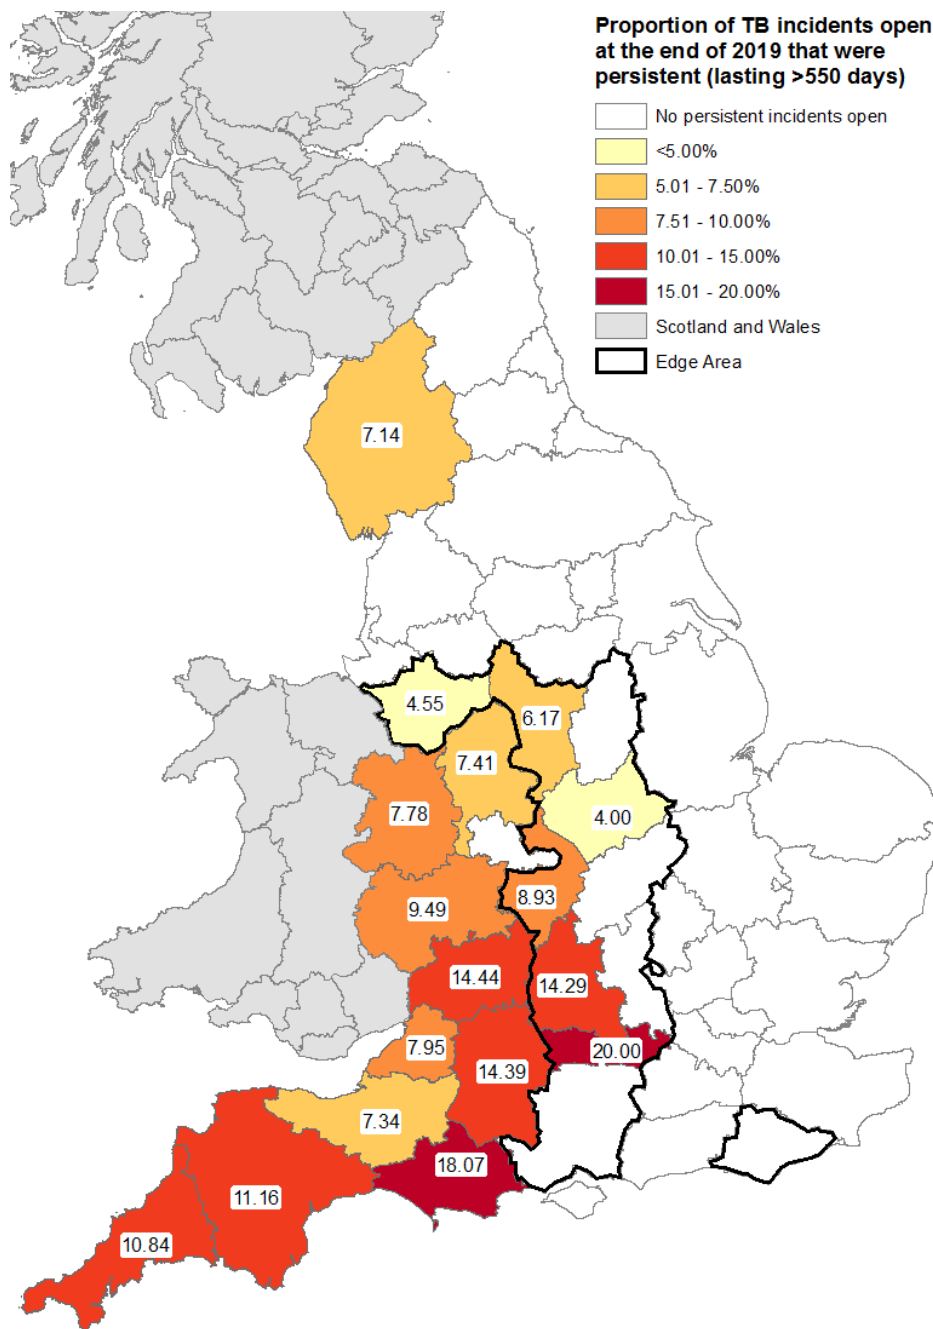 Proportion of TB incidents open
at the end of 2019 that were
persistent (lasting >550 days)
No persistent incidents open
<5.00%
5.01 - 7.50%
7.51 - 10.00%
10.01 - 15.00%
15.01 - 20.00%
Scotland and Wales
Edge Area
7.14
4.55
6.17
7.41
7.78
4.00
8.93
9.49
14.44
14.29
7.95
20.00
14.39
7.34
18.07
11.16
10.84